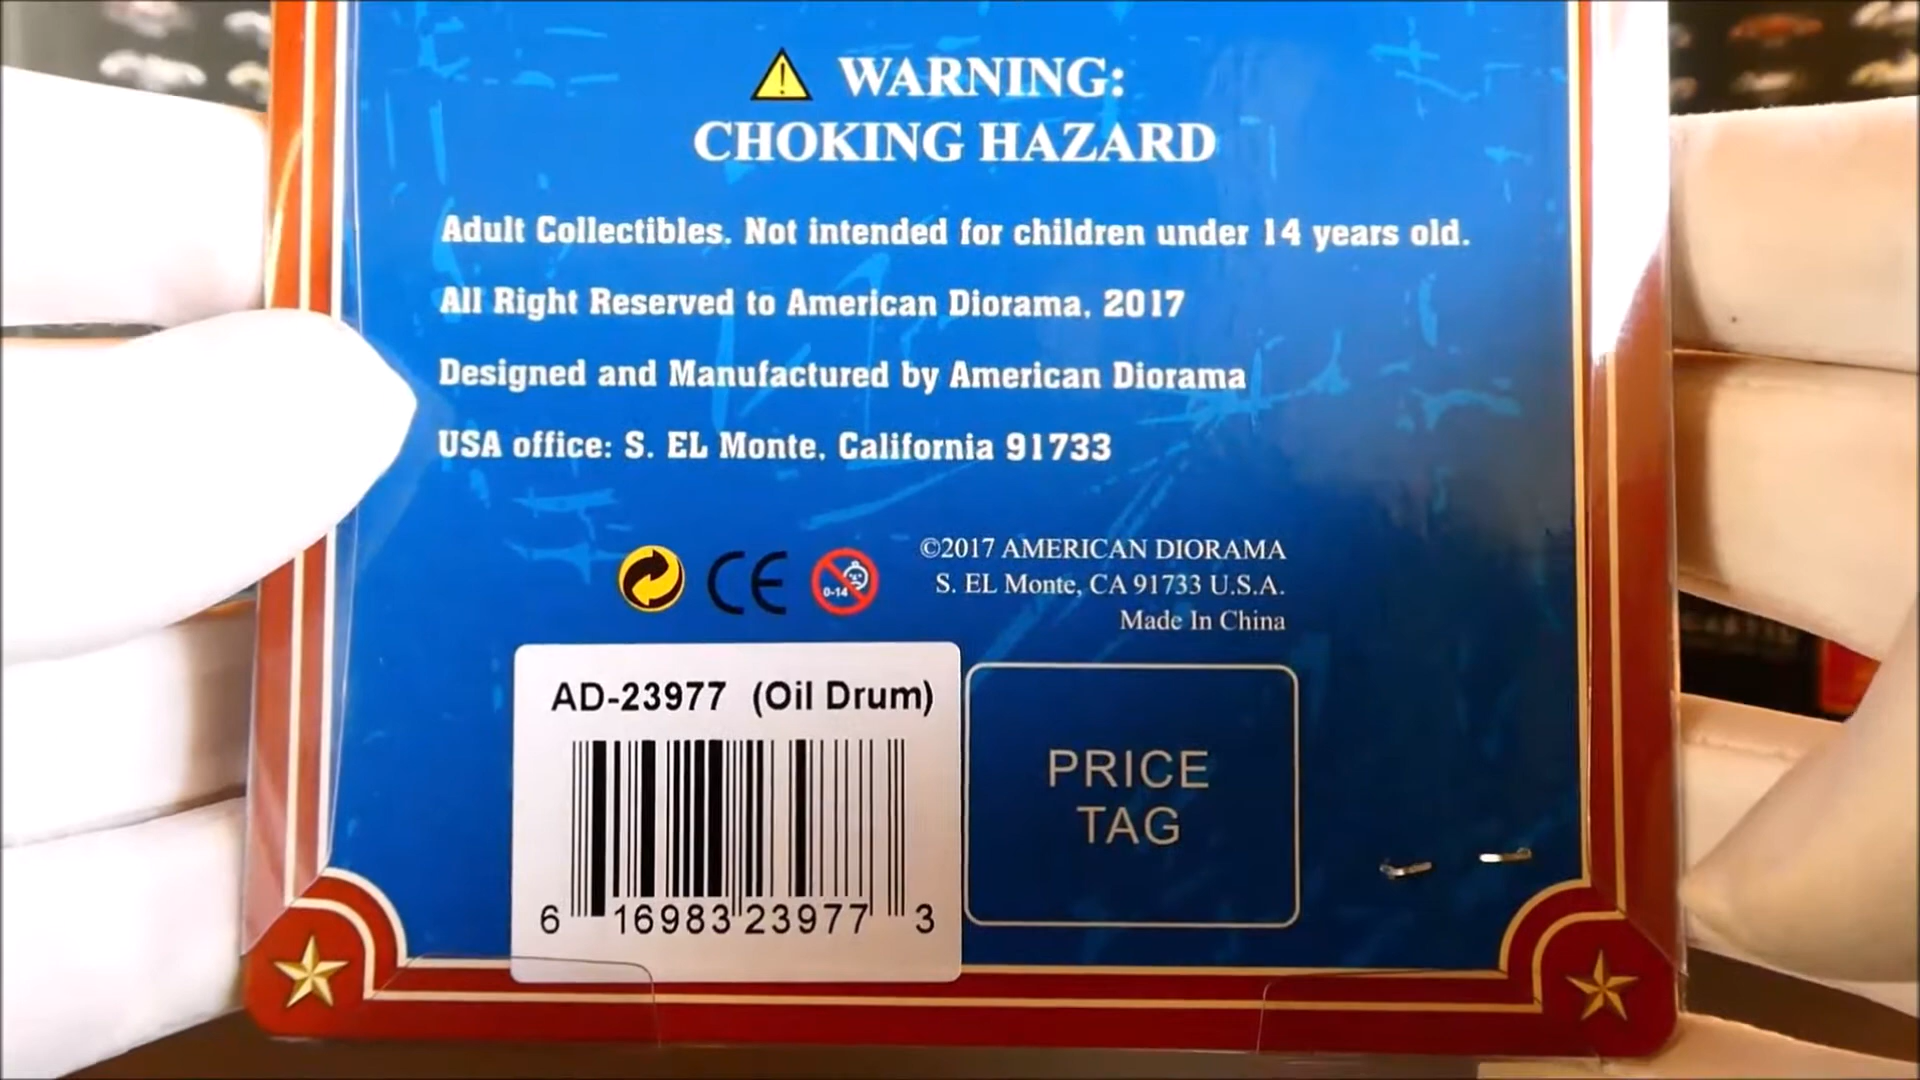 WARNING:
CHOKING HAZARD
Adult Collectibles. Not intended for children under 14 years old.
All Right Reserved to American Diorama, 2017
Designed and Manufactured by American Diorama
USA office: S. EL Monte, California 91733
CE
0-14
©2017 AMERICAN DIORAMA
S. EL Monte, CA 91733 U.S.A.
Made In China
AD-23977 (Oil Drum)
6 16983 23977 3
PRICE
TAG